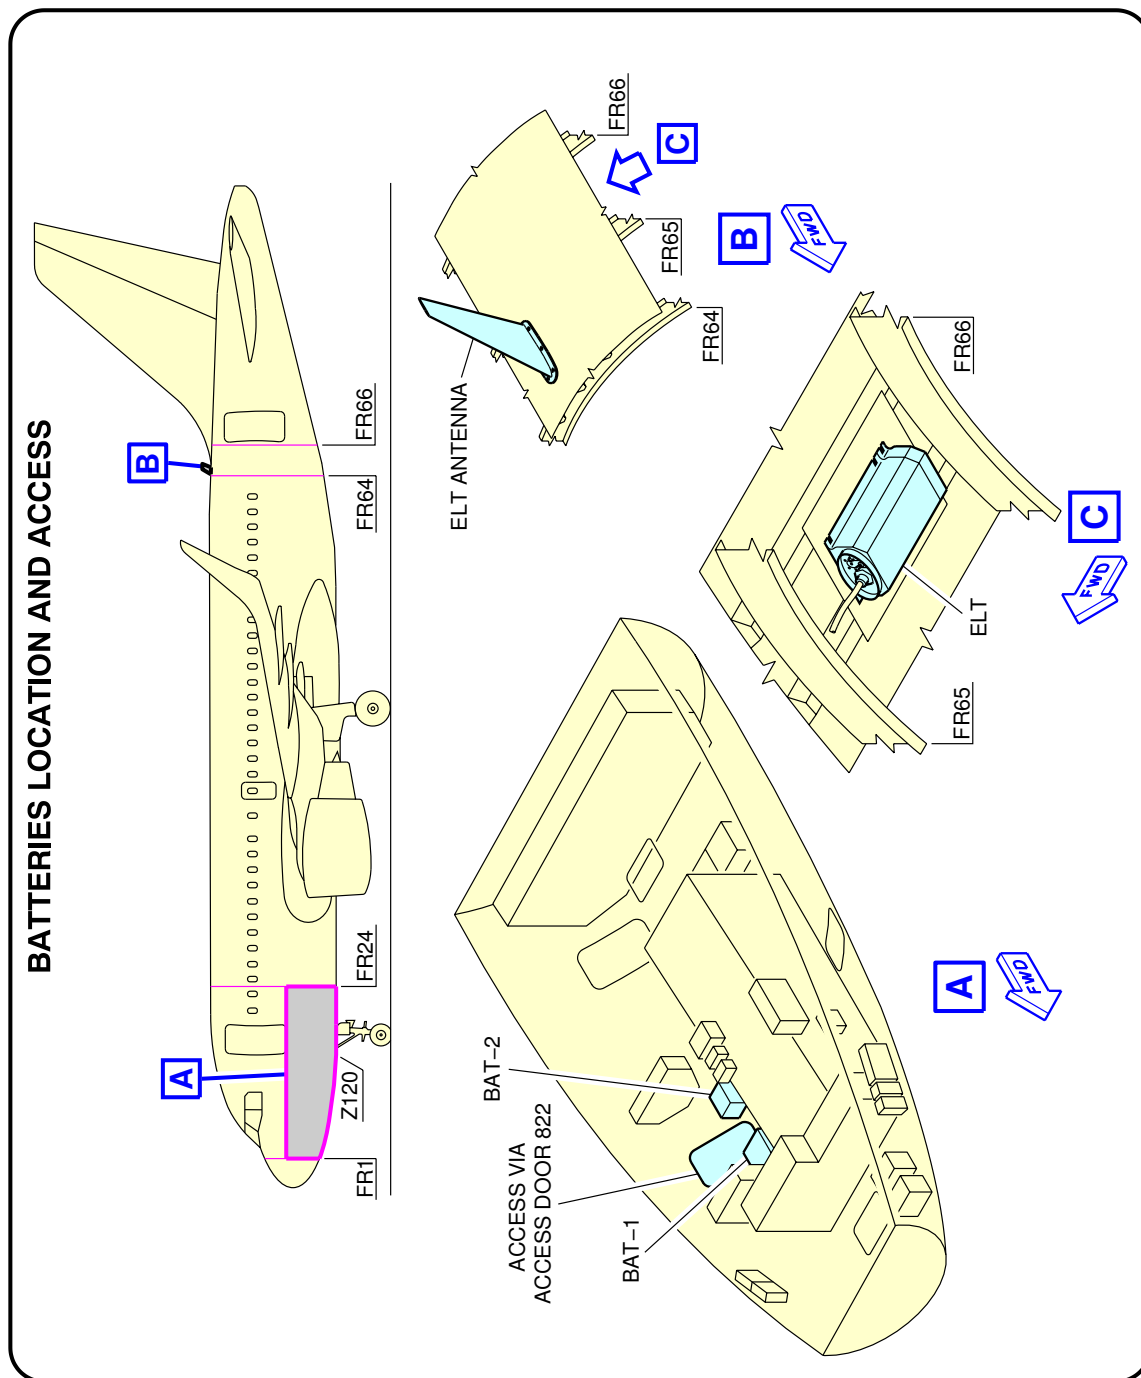 BATTERIES LOCATION AND ACCESS
A
B
FR1
Z120
FR24
FR64
FR66
ACCESS VIA
ACCESS DOOR 822
BAT-1
BAT-2
A
FWD
ELT ANTENNA
FR64
FR65
FR66
C
B
FWD
FR65
ELT
FR66
C
FWD